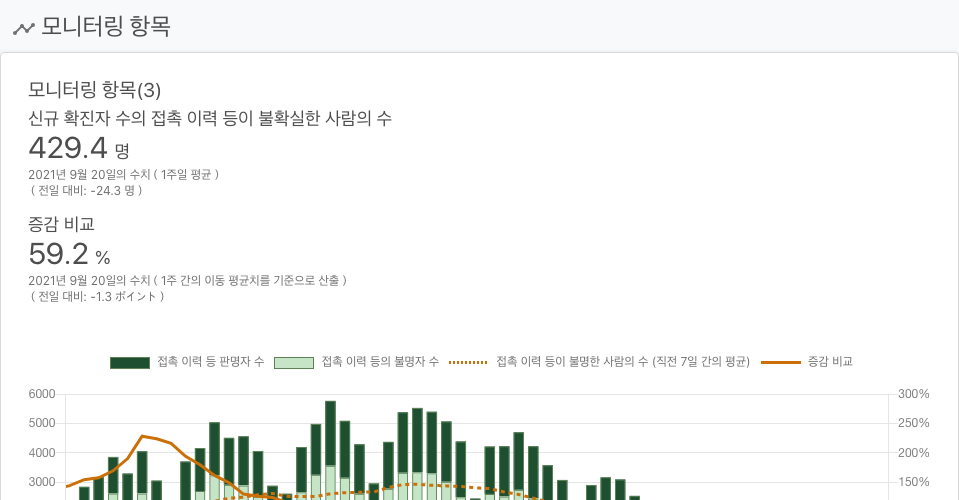 모니터링 항목
모니터링 항목(3)
신규 확진자 수의 접촉 이력 등이 불확실한 사람의 수
429.4 명
2021년 9월 20일의 수치 ( 1주일 평균 )
( 전일 대비: -24.3 명 )
증감 비교
59.2 %
2021년 9월 20일의 수치 ( 1주 간의 이동 평균치를 기준으로 산출 )
( 전일 대비: -1.3 ポイント )
접촉 이력 등 판명자 수 접촉 이력 등의 불명자 수 접촉 이력 등이 불명한 사람의 수 (직전 7일 간의 평균) 증감 비교
6000 300%
5000 250%
4000 200%
3000 150%